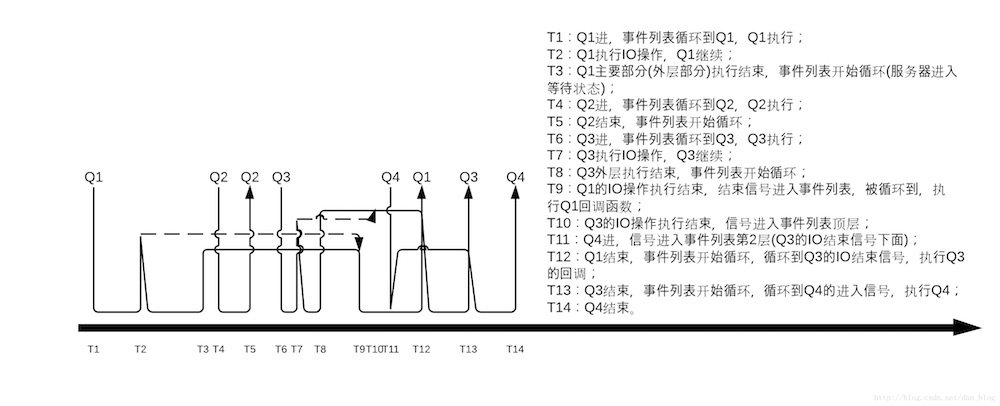 T1：Q1进，事件列表循环到Q1，Q1执行；
T2：Q1执行IO操作，Q1继续；
T3：Q1主要部分(外层部分)执行结束，事件列表开始循环(服务器进入
等待状态)；
T4：Q2进，事件列表循环到Q2，Q2执行；
T5：Q2结束，事件列表开始循环；
T6：Q3进，事件列表循环到Q3，Q3执行；
T7：Q3执行IO操作，Q3继续；
T8：Q3外层执行结束，事件列表开始循环；
T9：Q1的IO操作执行结束，结束信号进入事件列表，被循环到，执
行Q1回调函数；
T10：Q3的IO操作执行结束，信号进入事件列表顶层；
T11：Q4进，信号进入事件列表第2层(Q3的IO结束信号下面)；
T12：Q1结束，事件列表开始循环，循环到Q3的IO结束信号，执行Q3
的回调；
T13：Q3结束，事件列表开始循环，循环到Q4的进入信号，执行Q4；
T14：Q4结束。
Q1 Q2 Q2 Q3 Q4 Q1 Q3 Q4
T1 T2 T3 T4 T5 T6 T7 T8 T9 T10 T11 T12 T13 T14